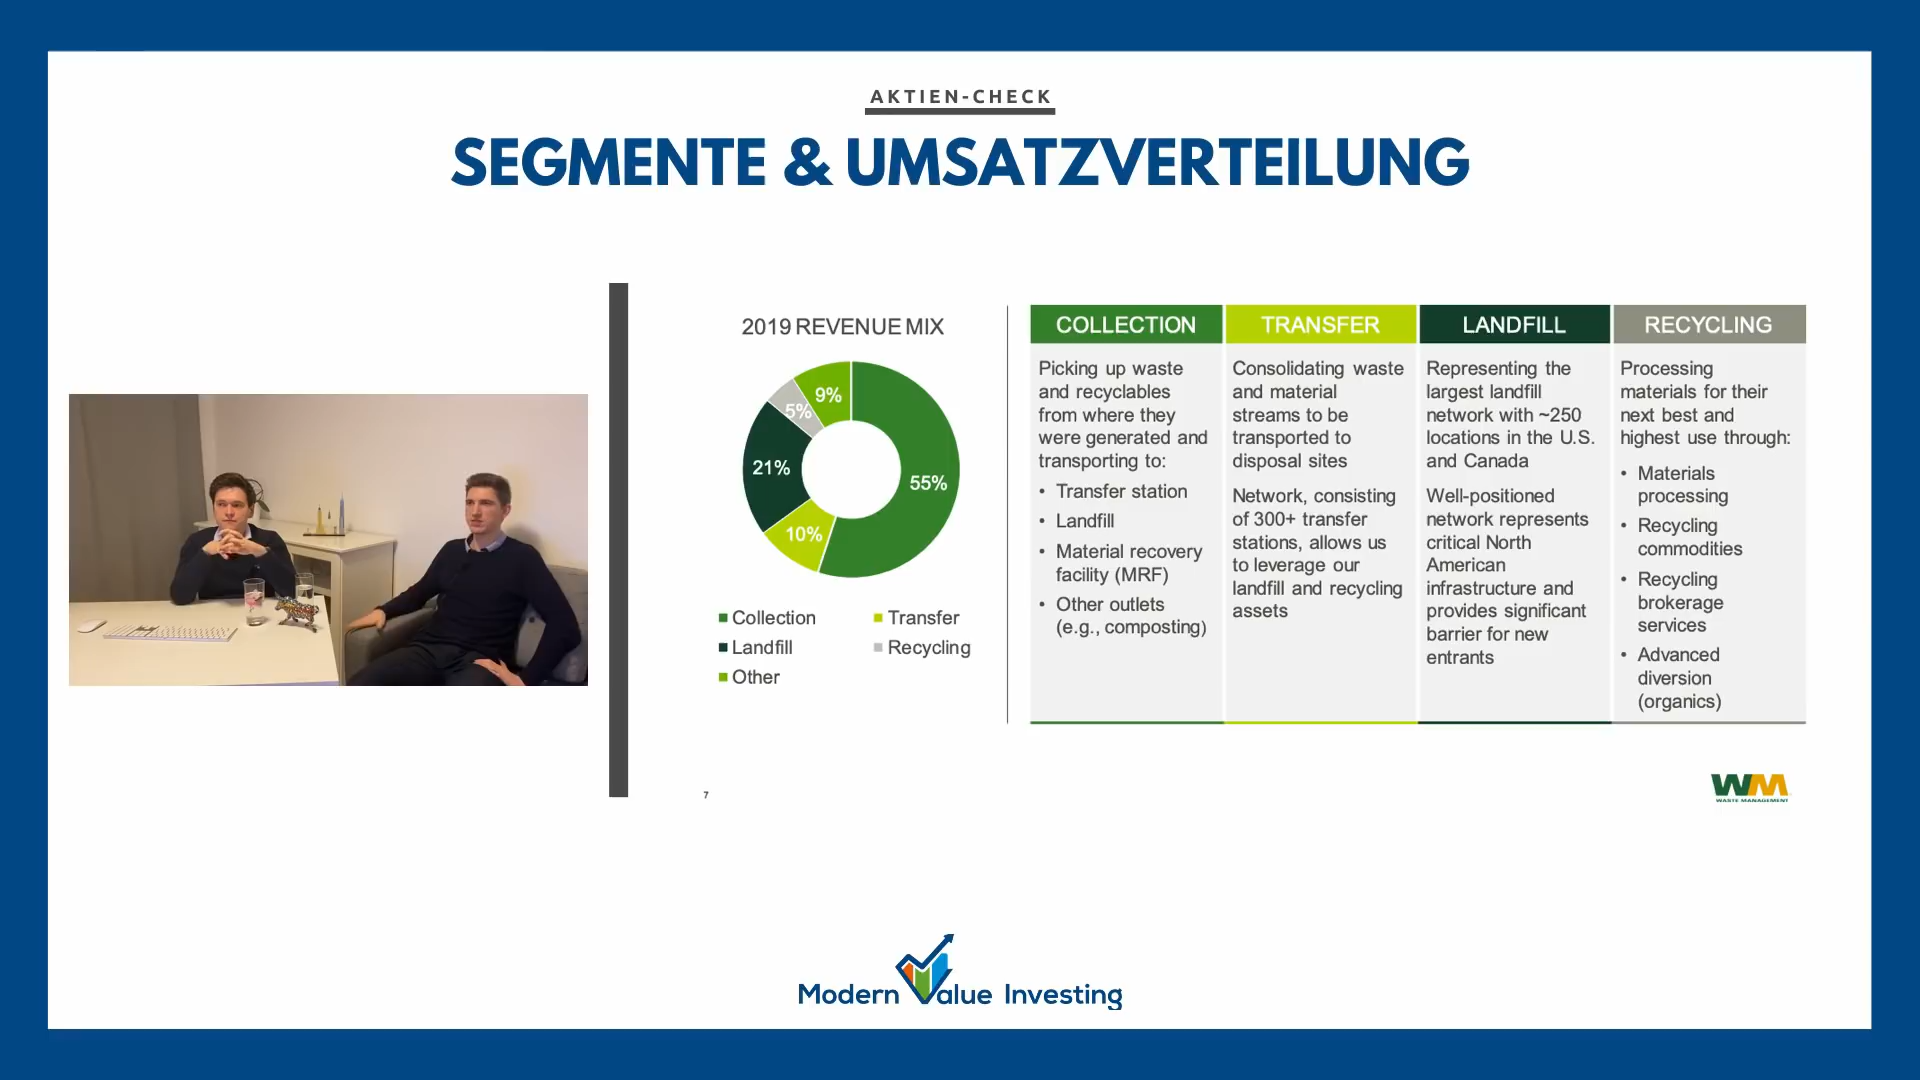 AKTIEN-CHECK
SEGMENTE & UMSATZVERTEILUNG
2019 REVENUE MIX
9%
5%
21%
55%
10%
Collection
Transfer
Landfill
Recycling
Other
COLLECTION
Picking up waste
and recyclables
from where they
were generated and
transporting to:
• Transfer station
• Landfill
• Material recovery
facility (MRF)
• Other outlets
(e.g., composting)
TRANSFER
Consolidating waste
and material
streams to be
transported to
disposal sites
Network, consisting
of 300+ transfer
stations, allows us
to leverage our
landfill and recycling
assets
LANDFILL
Representing the
largest landfill
network with ~250
locations in the U.S.
and Canada
Well-positioned
network represents
critical North
American
infrastructure and
provides significant
barrier for new
entrants
RECYCLING
Processing
materials for their
next best and
highest use through:
• Materials
processing
• Recycling
commodities
• Recycling
brokerage
services
• Advanced
diversion
(organics)
7
WM
WASTE MANAGEMENT
Modern Value Investing